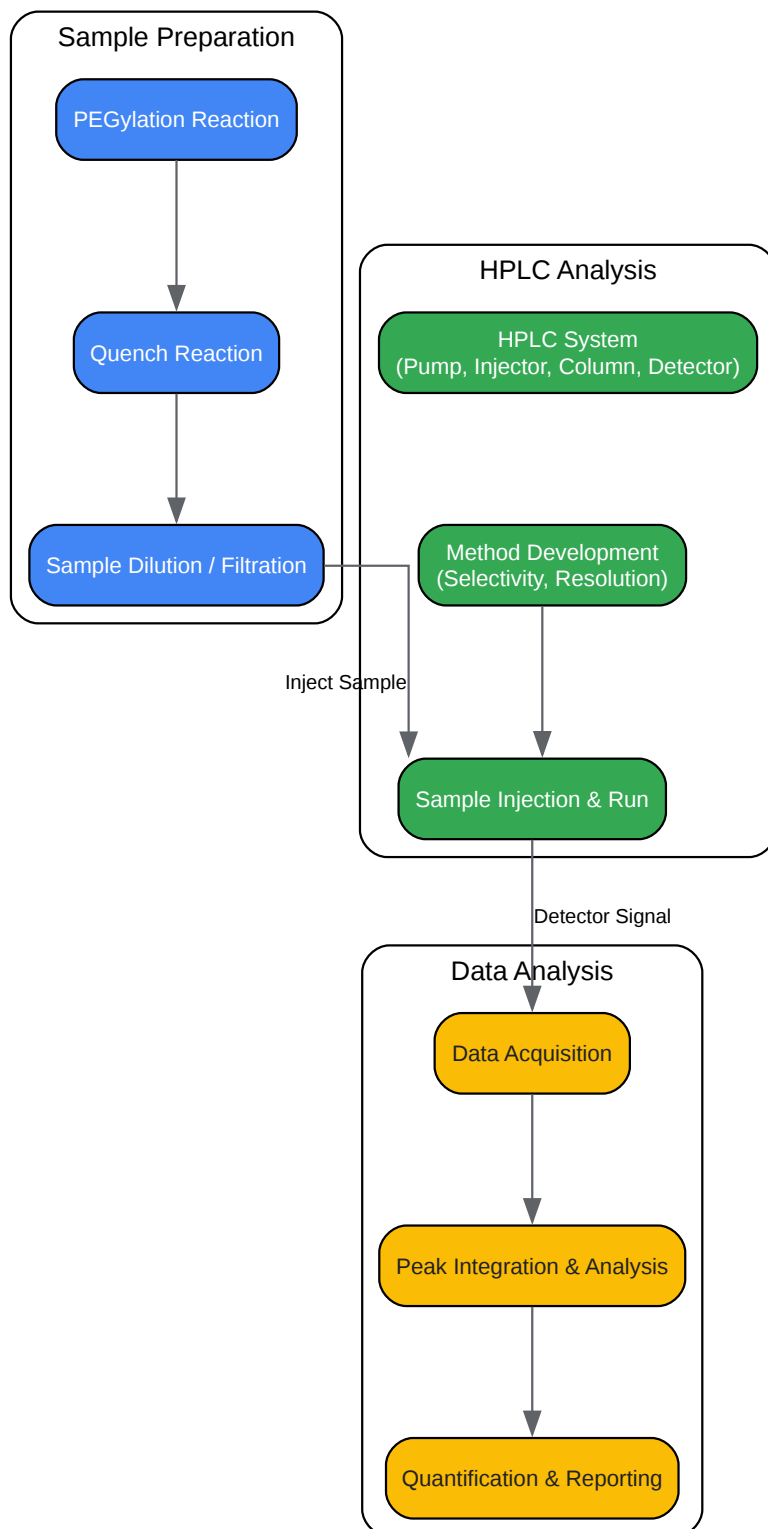 Sample Preparation
PEGylation Reaction
Quench Reaction
Sample Dilution / Filtration
HPLC Analysis
HPLC System
(Pump, Injector, Column, Detector)
Method Development
(Selectivity, Resolution)
Inject Sample
Sample Injection & Run
Detector Signal
Data Analysis
Data Acquisition
Peak Integration & Analysis
Quantification & Reporting